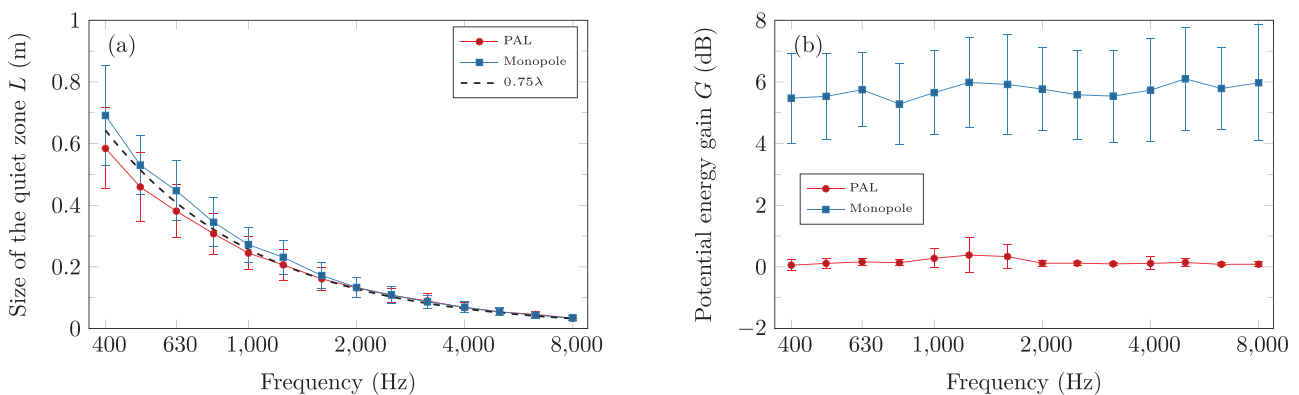 Size of the quiet zone L (m)
1
0.8
0.6
0.4
0.2
0
(a)
PAL
Monopole
0.75λ
400
630
1,000
2,000
4,000
8,000
Frequency (Hz)
Potential energy gain G (dB)
8
6
4
2
0
−2
(b)
PAL
Monopole
400
630
1,000
2,000
4,000
8,000
Frequency (Hz)